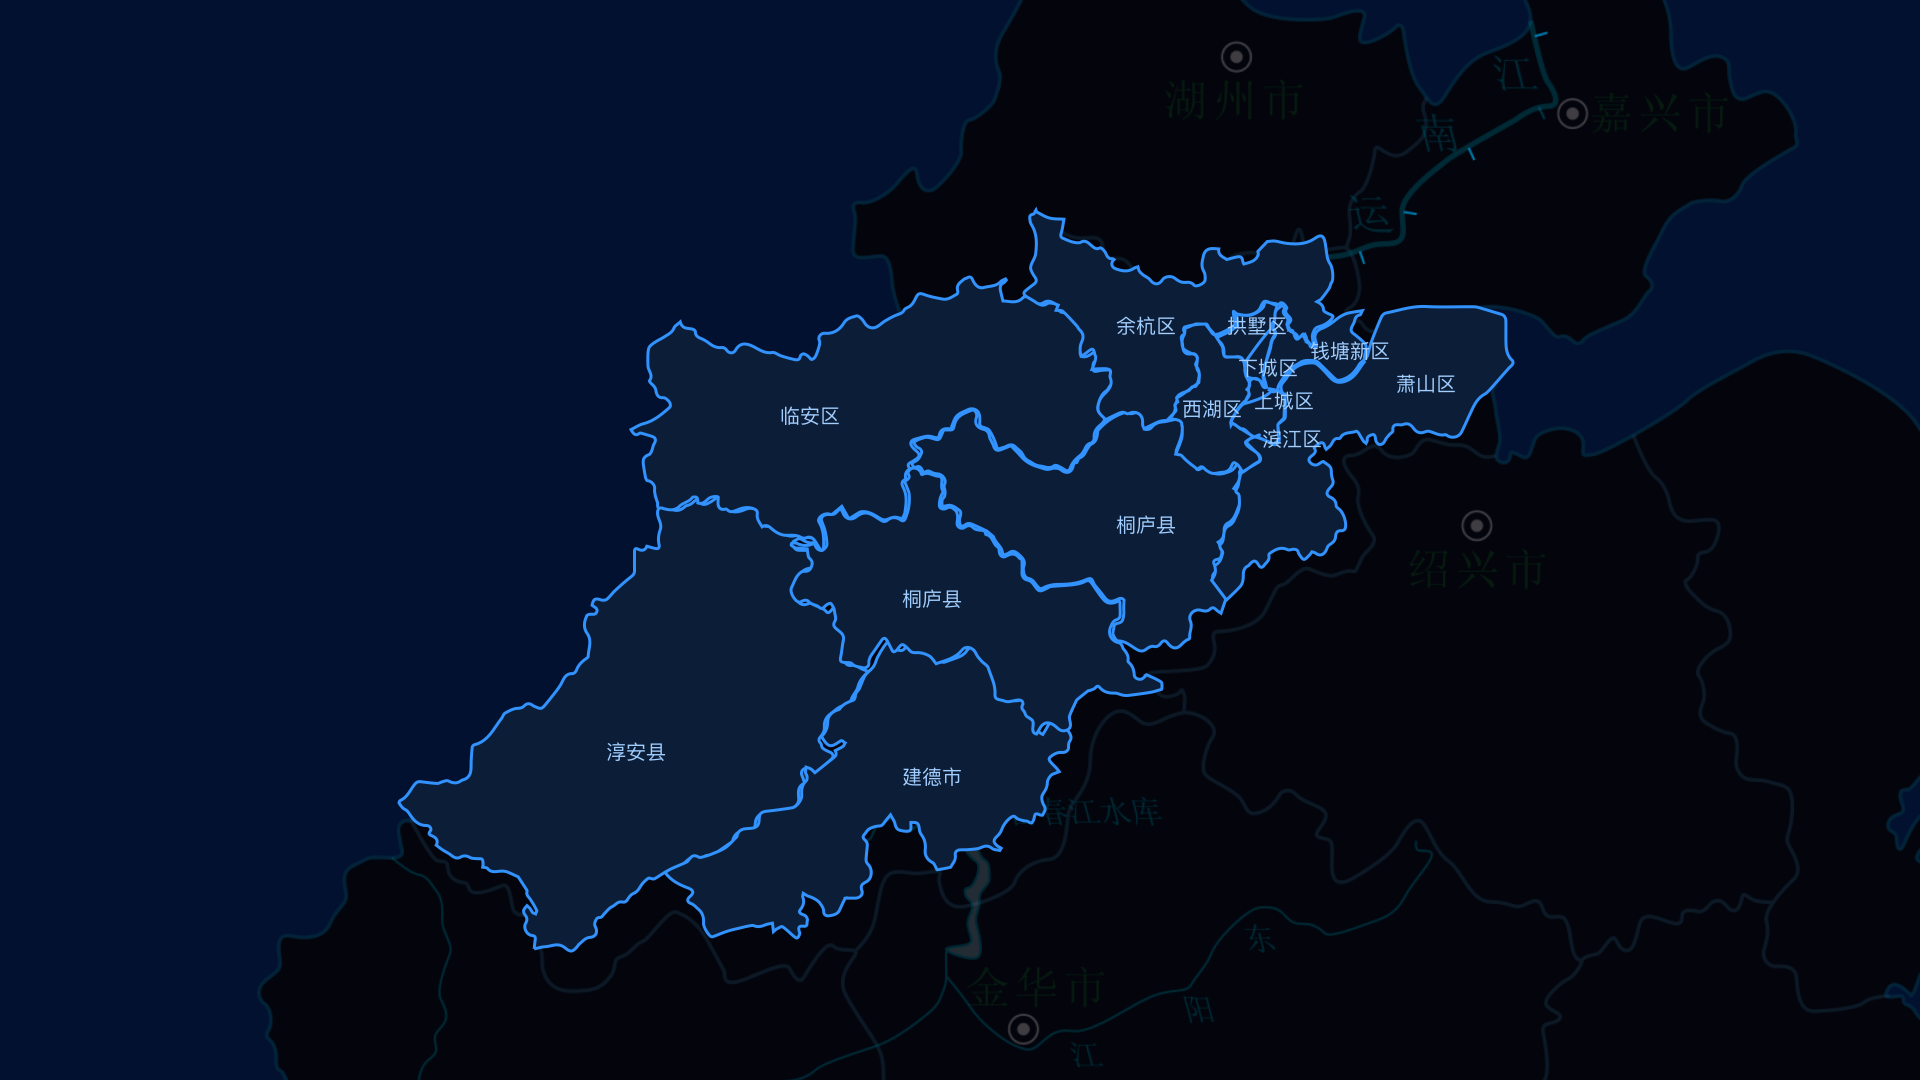 湖州市
江
嘉兴市
南
运
余杭区
拱墅区
钱塘新区
下城区
萧山区
上城区
西湖区
临安区
滨江区
桐庐县
绍兴市
桐庐县
淳安县
建德市
春江水库
东
金华市
阳
江